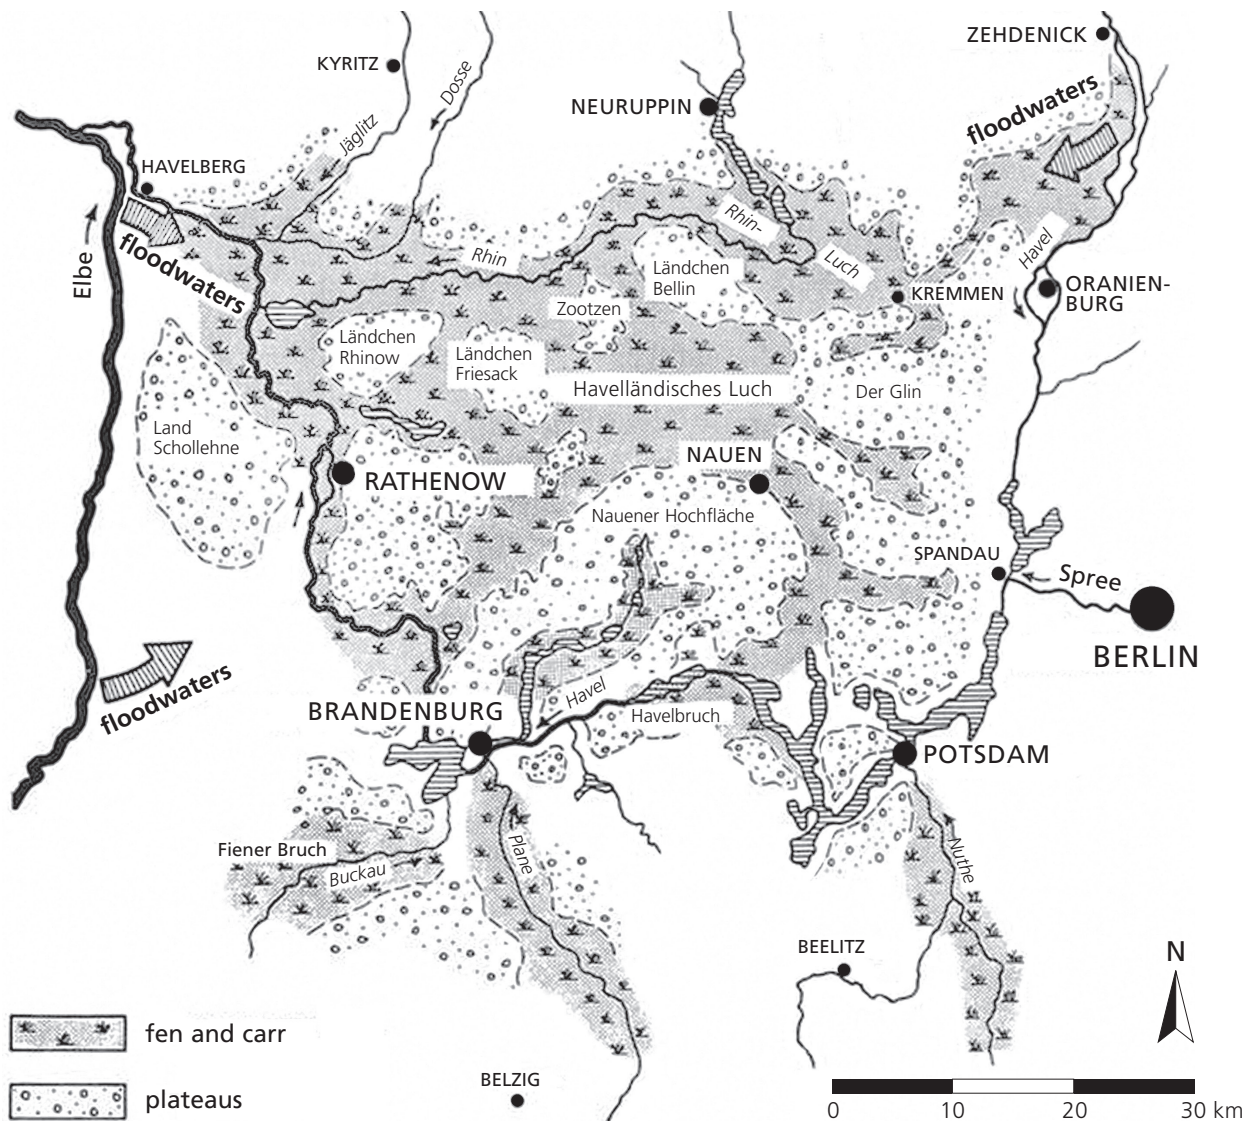 ZEHDENICK
KYRITZ
Dosse
NEURUPPIN
floodwaters
Jäglitz
HAVELBERG
Rhin-
Luch
Havel
Elbe
floodwaters
Rhin
Ländchen
Bellin
KREMMEN
ORANIEN-
BURG
Zootzen
Ländchen
Rhinow
Ländchen
Friesack
Havelländisches Luch
Der Glin
Land
Schollehne
NAUEN
RATHENOW
Nauener Hochfläche
SPANDAU
Spree
BERLIN
floodwaters
Havel
BRANDENBURG
Havelbruch
POTSDAM
Fiener Bruch
Buckau
Plane
Nuthe
BEELITZ
N
fen and carr
BELZIG
plateaus
0 10 20 30 km